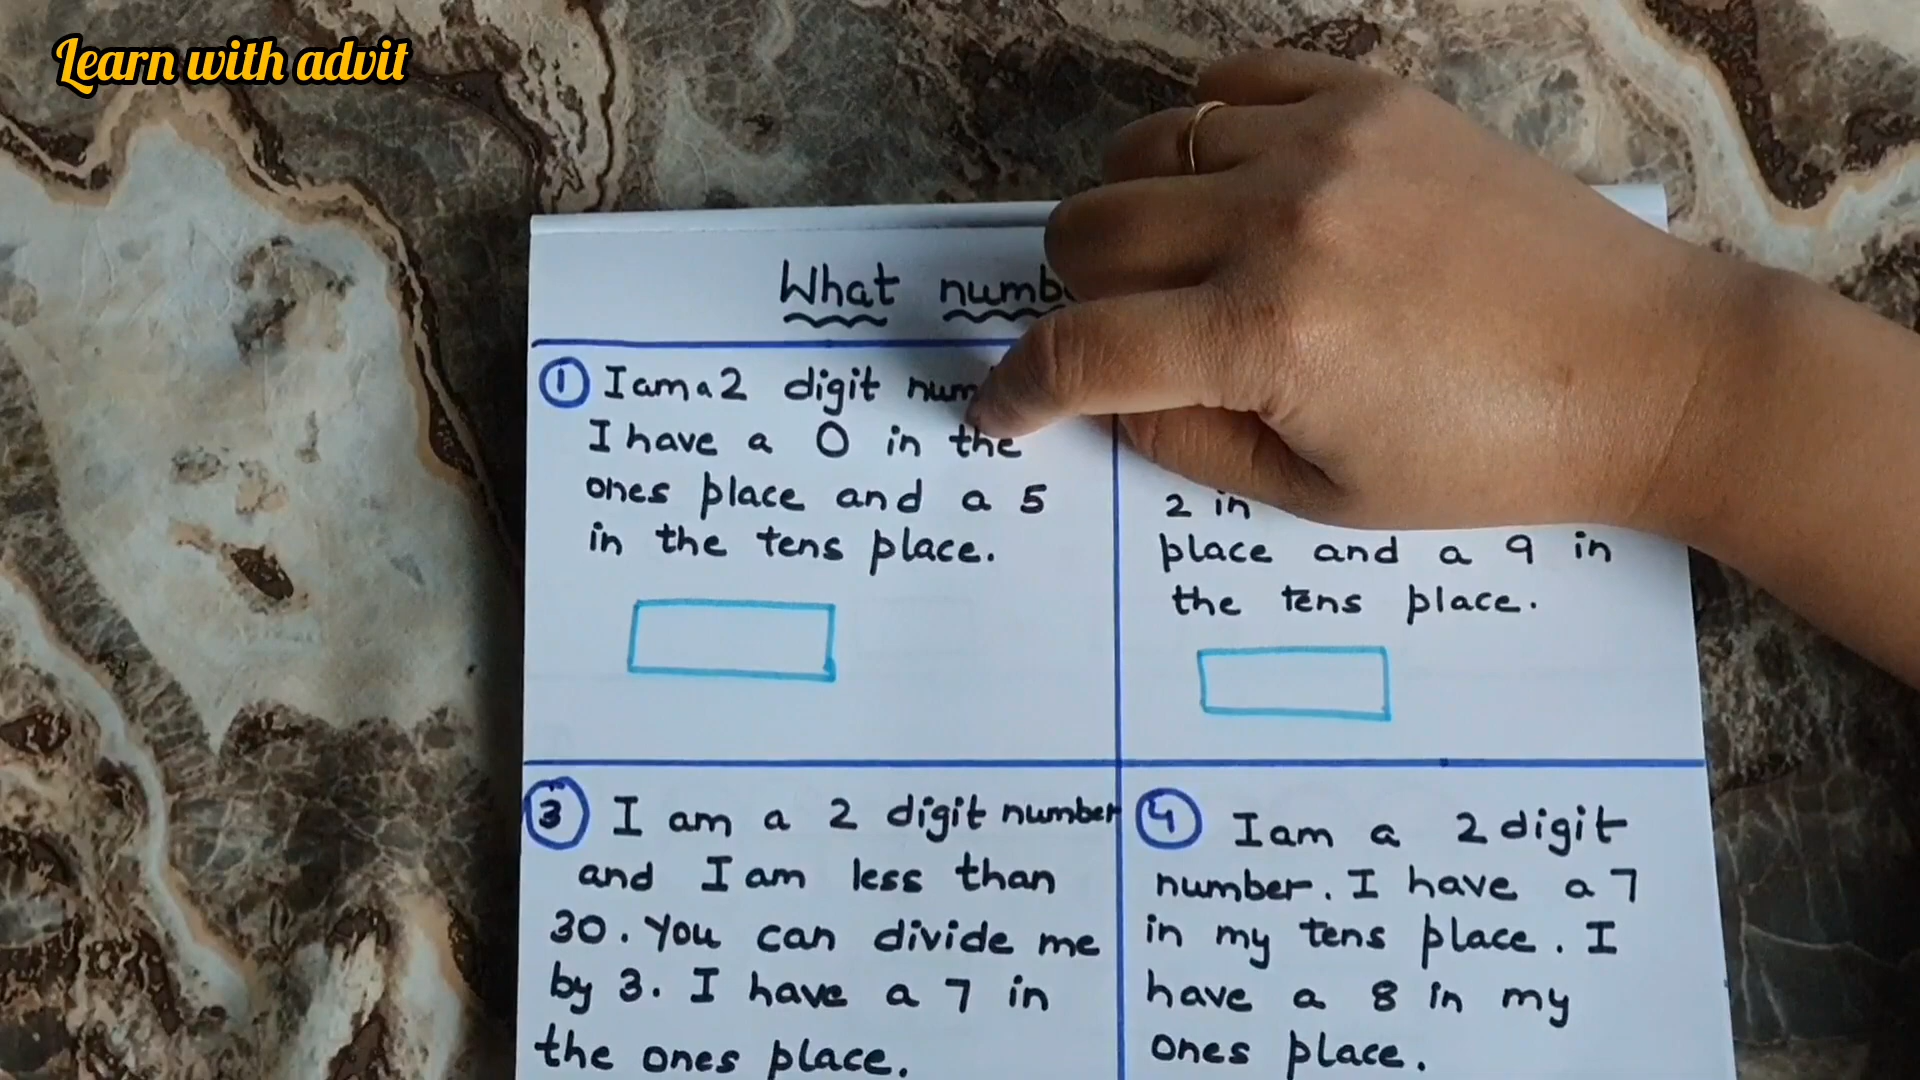 Learn with advit
What
① I am a 2 digit
I have a 0 in the
ones place and a 5
in the tens place.
2 in
place and a 9 in
the tens place.
③ I am a 2 digit number
and I am less than
30. You can divide me
by 3. I have a 7 in
the ones place.
④ I am a 2 digit
number. I have a 7
in my tens place. I
have a 8 in my
ones place.